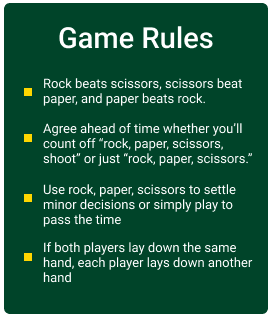 Game Rules
Rock beats scissors, scissors beat
paper, and paper beats rock.
Agree ahead of time whether you’ll
count off “rock, paper, scissors,
shoot” or just “rock, paper, scissors.”
Use rock, paper, scissors to settle
minor decisions or simply play to
pass the time
If both players lay down the same
hand, each player lays down another
hand